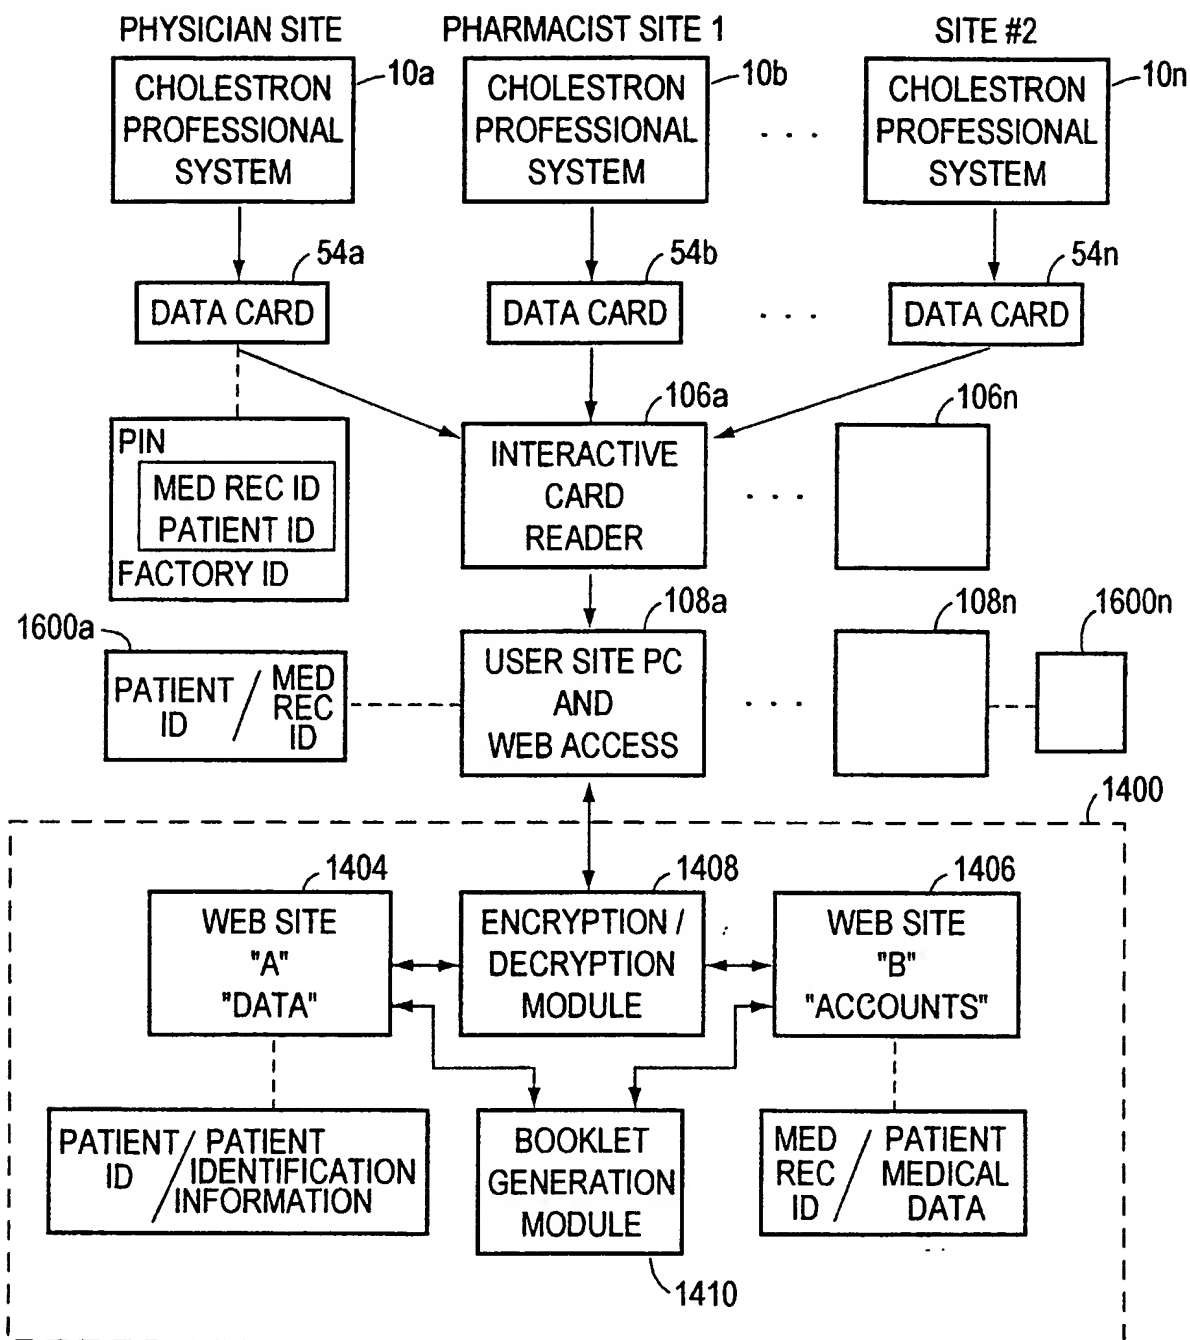 PHYSICIAN SITE
PHARMACIST SITE 1
SITE #2
CHOLESTRON
PROFESSIONAL
SYSTEM
10a
CHOLESTRON
PROFESSIONAL
SYSTEM
10b
. . .
CHOLESTRON
PROFESSIONAL
SYSTEM
10n
54a
DATA CARD
54b
DATA CARD
. . .
54n
DATA CARD
PIN
MED REC ID
PATIENT ID
FACTORY ID
106a
INTERACTIVE
CARD
READER
. . .
106n
1600a
PATIENT
ID
/
MED
REC
ID
108a
USER SITE PC
AND
WEB ACCESS
. . .
108n
1600n
1400
1404
WEB SITE
"A"
"DATA"
1408
ENCRYPTION /
DECRYPTION
MODULE
1406
WEB SITE
"B"
"ACCOUNTS"
PATIENT
ID
/
PATIENT
IDENTIFICATION
INFORMATION
BOOKLET
GENERATION
MODULE
1410
MED
REC
ID
/
PATIENT
MEDICAL
DATA